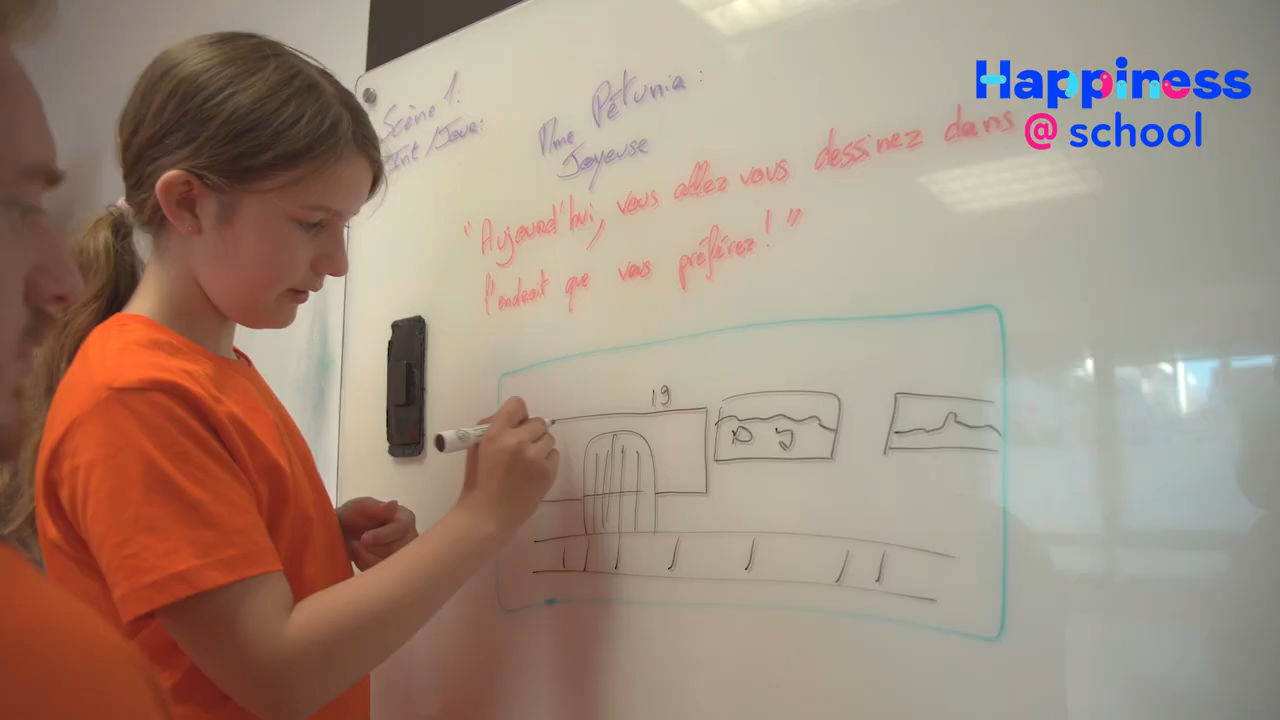 Happiness
@ school
Scène 1.
Int/Jour:
Mme Pétunia :
Joyeuse
"Aujourd'hui, vous allez vous dessinez dans
l'endroit que vous préférez ! "
19